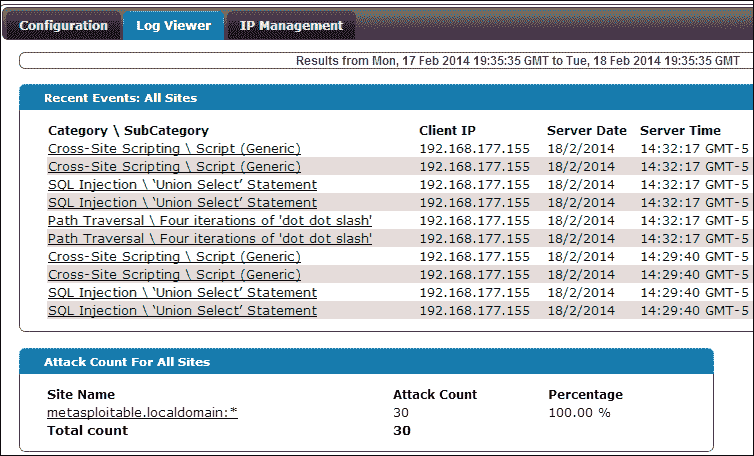 Configuration Log Viewer IP Management
Results from Mon, 17 Feb 2014 19:35:35 GMT to Tue, 18 Feb 2014 19:35:35 GMT
Recent Events: All Sites
Category \ SubCategory Client IP Server Date Server Time
Cross-Site Scripting \ Script (Generic) 192.168.177.155 18/2/2014 14:32:17 GMT-5
Cross-Site Scripting \ Script (Generic) 192.168.177.155 18/2/2014 14:32:17 GMT-5
SQL Injection \ ‘Union Select’ Statement 192.168.177.155 18/2/2014 14:32:17 GMT-5
SQL Injection \ ‘Union Select’ Statement 192.168.177.155 18/2/2014 14:32:17 GMT-5
Path Traversal \ Four iterations of 'dot dot slash' 192.168.177.155 18/2/2014 14:32:17 GMT-5
Path Traversal \ Four iterations of 'dot dot slash' 192.168.177.155 18/2/2014 14:32:17 GMT-5
Cross-Site Scripting \ Script (Generic) 192.168.177.155 18/2/2014 14:29:40 GMT-5
Cross-Site Scripting \ Script (Generic) 192.168.177.155 18/2/2014 14:29:40 GMT-5
SQL Injection \ ‘Union Select’ Statement 192.168.177.155 18/2/2014 14:29:40 GMT-5
SQL Injection \ ‘Union Select’ Statement 192.168.177.155 18/2/2014 14:29:40 GMT-5
Attack Count For All Sites
Site Name Attack Count Percentage
metasploitable.localdomain:* 30 100.00 %
Total count 30